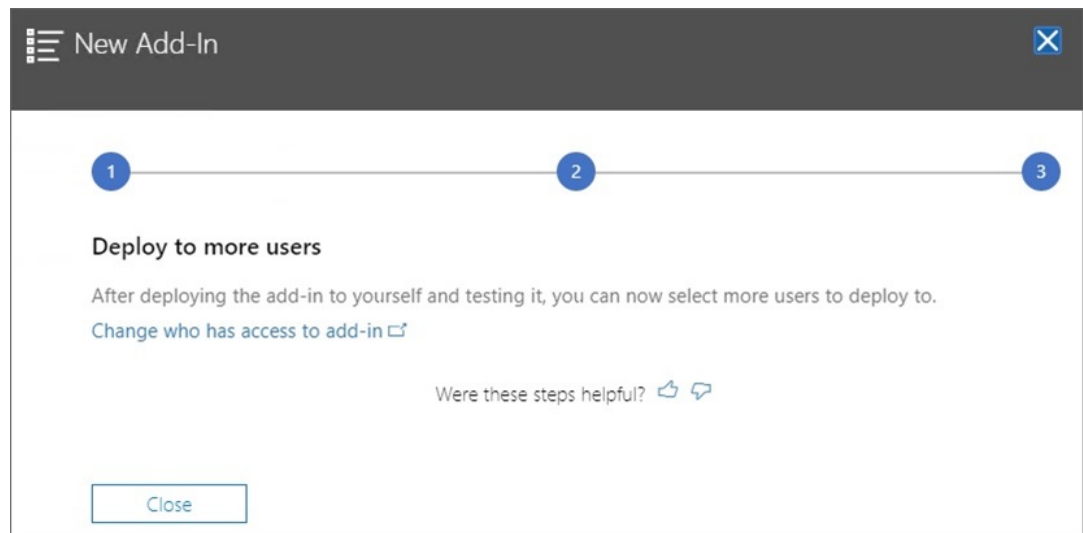 New Add-In
1
2
3
Deploy to more users
After deploying the add-in to yourself and testing it, you can now select more users to deploy to.
Change who has access to add-in
Were these steps helpful?
Close